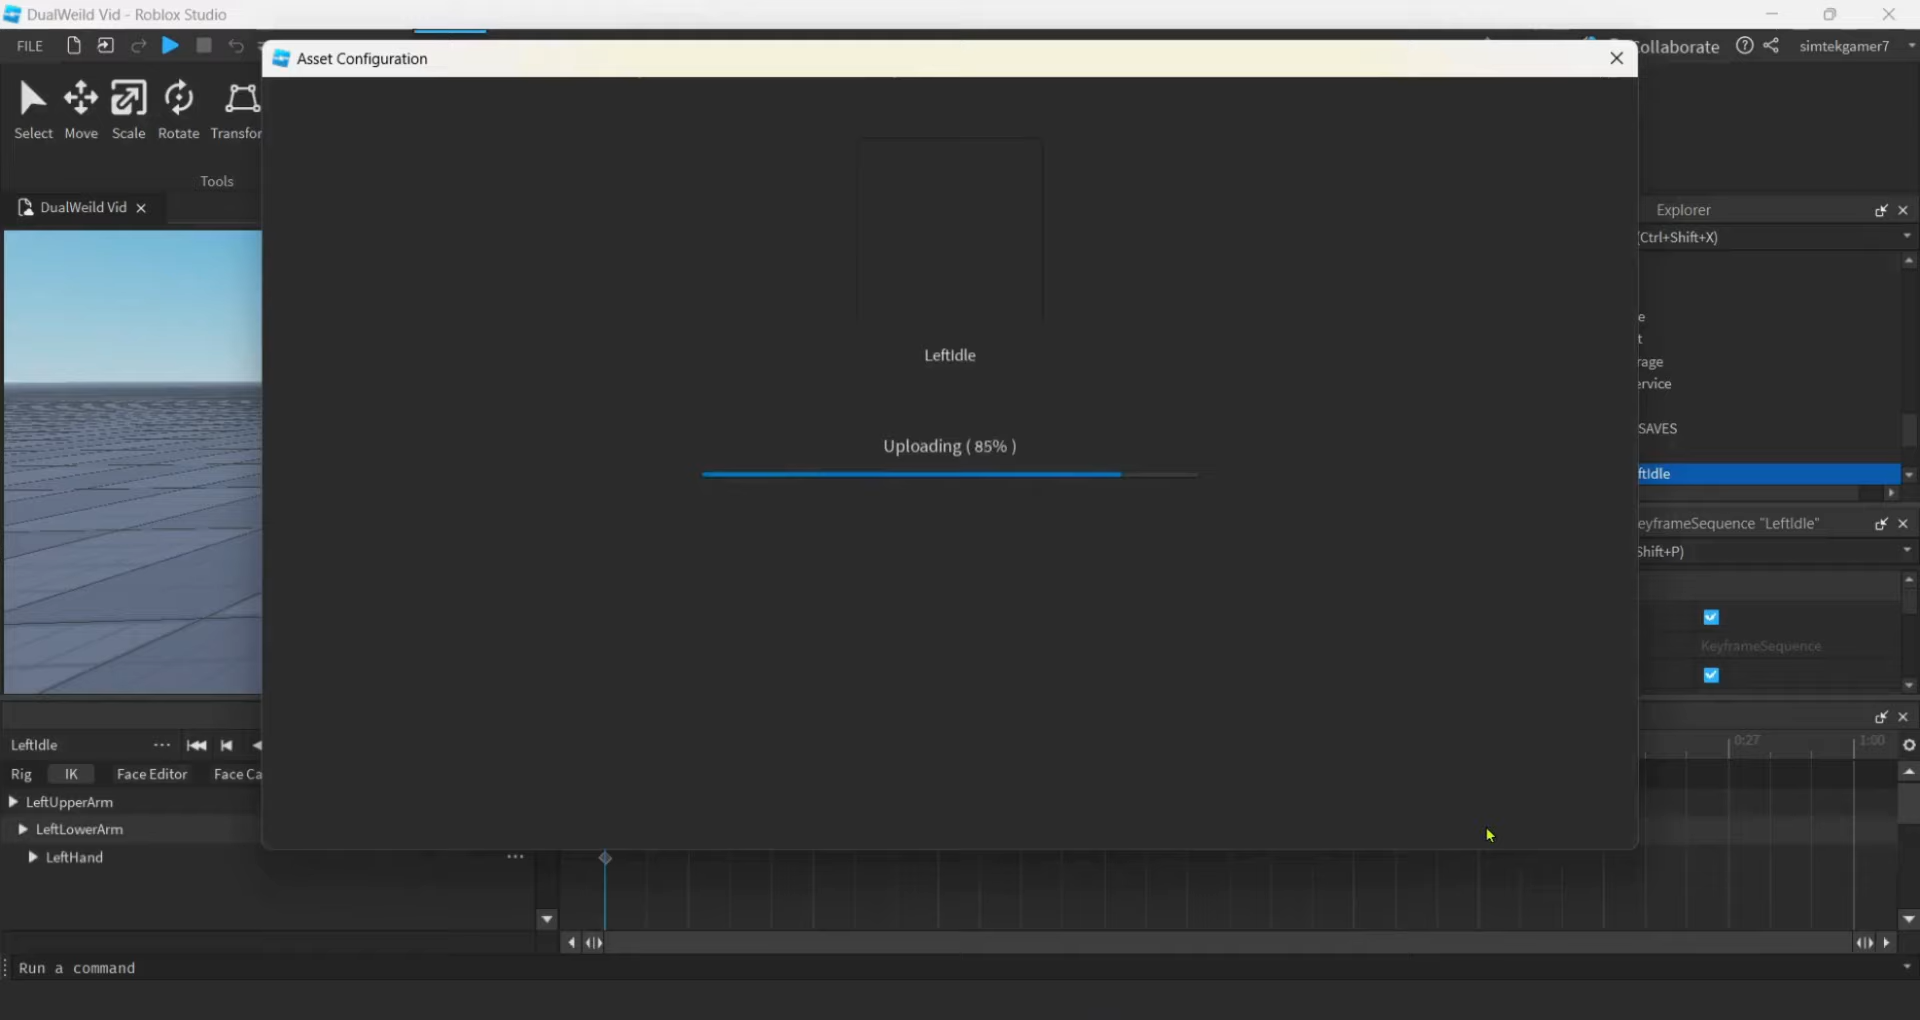 DualWeild Vid - Roblox Studio
FILE
Collaborate
simtekgamer7
Asset Configuration
Select
Move
Scale
Rotate
Transfor
Tools
DualWeild Vid
Explorer
(Ctrl+Shift+X)
LeftIdle
Uploading ( 85% )
e
t
rage
ervice
SAVES
ftIdle
eyframeSequence "LeftIdle"
Shift+P)
KeyframeSequence
LeftIdle
0:27
1:00
Rig
IK
Face Editor
Face Ca
LeftUpperArm
LeftLowerArm
LeftHand
Run a command